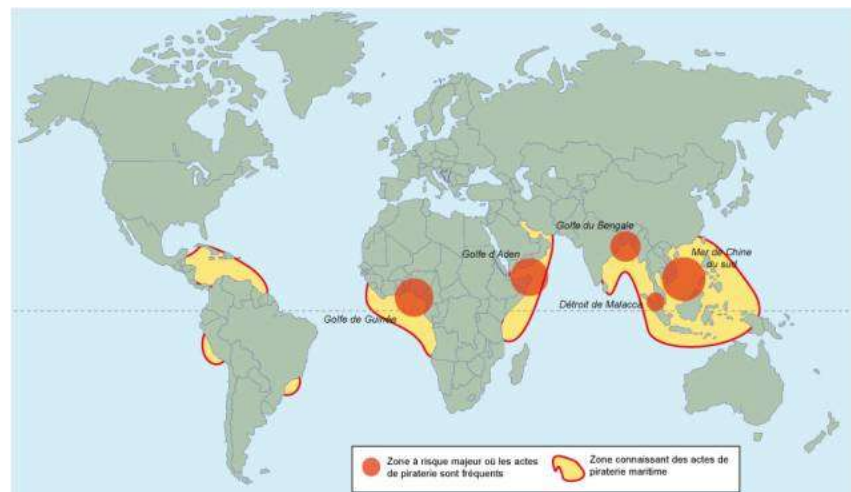 Golfe du Bengale
Golfe d'Aden
Mer de Chine
du sud
Détroit de Malacca
Golfe de Guinée
Zone à risque majeur où les actes
de piraterie sont fréquents
Zone connaissant des actes de
piraterie maritime